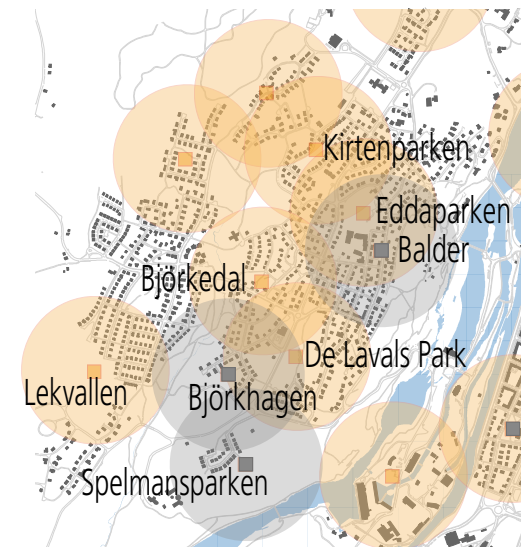 Kirtenparken
Eddaparken
Balder
Björkedal
De Lavals Park
Lekvallen
Björkhagen
Spelmansparken